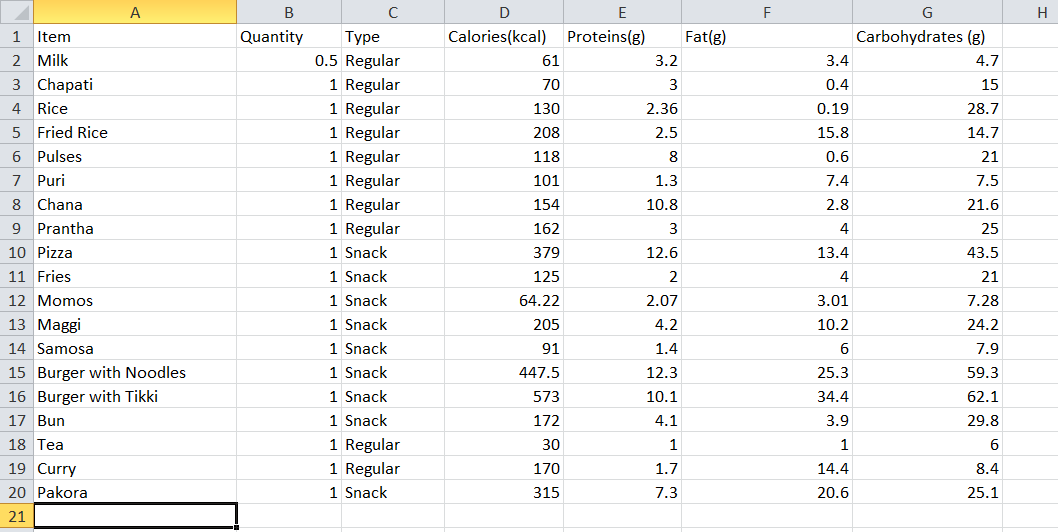 A B C D E F G H
1 Item Quantity Type Calories(kcal) Proteins(g) Fat(g) Carbohydrates (g)
2 Milk 0.5 Regular 61 3.2 3.4 4.7
3 Chapati 1 Regular 70 3 0.4 15
4 Rice 1 Regular 130 2.36 0.19 28.7
5 Fried Rice 1 Regular 208 2.5 15.8 14.7
6 Pulses 1 Regular 118 8 0.6 21
7 Puri 1 Regular 101 1.3 7.4 7.5
8 Chana 1 Regular 154 10.8 2.8 21.6
9 Prantha 1 Regular 162 3 4 25
10 Pizza 1 Snack 379 12.6 13.4 43.5
11 Fries 1 Snack 125 2 4 21
12 Momos 1 Snack 64.22 2.07 3.01 7.28
13 Maggi 1 Snack 205 4.2 10.2 24.2
14 Samosa 1 Snack 91 1.4 6 7.9
15 Burger with Noodles 1 Snack 447.5 12.3 25.3 59.3
16 Burger with Tikki 1 Snack 573 10.1 34.4 62.1
17 Bun 1 Snack 172 4.1 3.9 29.8
18 Tea 1 Regular 30 1 1 6
19 Curry 1 Regular 170 1.7 14.4 8.4
20 Pakora 1 Snack 315 7.3 20.6 25.1
21